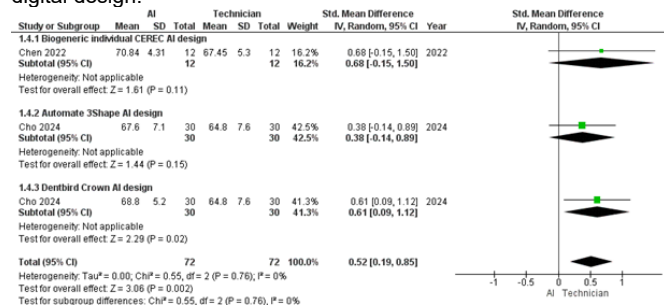 digital design.
AI Technician Std. Mean Difference Std. Mean Difference
Study or Subgroup Mean SD Total Mean SD Total Weight IV, Random, 95% CI Year IV, Random, 95% CI
1.4.1 Biogeneric individual CEREC AI design
Chen 2022 70.84 4.31 12 67.45 5.3 12 16.2% 0.68 [-0.15, 1.50] 2022
Subtotal (95% CI) 12 12 16.2% 0.68 [-0.15, 1.50]
Heterogeneity: Not applicable
Test for overall effect: Z = 1.61 (P = 0.11)
1.4.2 Automate 3Shape AI design
Cho 2024 67.6 7.1 30 64.8 7.6 30 42.5% 0.38 [-0.14, 0.89] 2024
Subtotal (95% CI) 30 30 42.5% 0.38 [-0.14, 0.89]
Heterogeneity: Not applicable
Test for overall effect: Z = 1.44 (P = 0.15)
1.4.3 Dentbird Crown AI design
Cho 2024 68.8 5.2 30 64.8 7.6 30 41.3% 0.61 [0.09, 1.12] 2024
Subtotal (95% CI) 30 30 41.3% 0.61 [0.09, 1.12]
Heterogeneity: Not applicable
Test for overall effect: Z = 2.29 (P = 0.02)
Total (95% CI) 72 72 100.0% 0.52 [0.19, 0.85]
Heterogeneity: Tau² = 0.00; Chi² = 0.55, df = 2 (P = 0.76); I² = 0%
Test for overall effect: Z = 3.06 (P = 0.002)
Test for subgroup differences: Chi² = 0.55, df = 2 (P = 0.76), I² = 0%
-1 -0.5 0 0.5 1
AI Technician